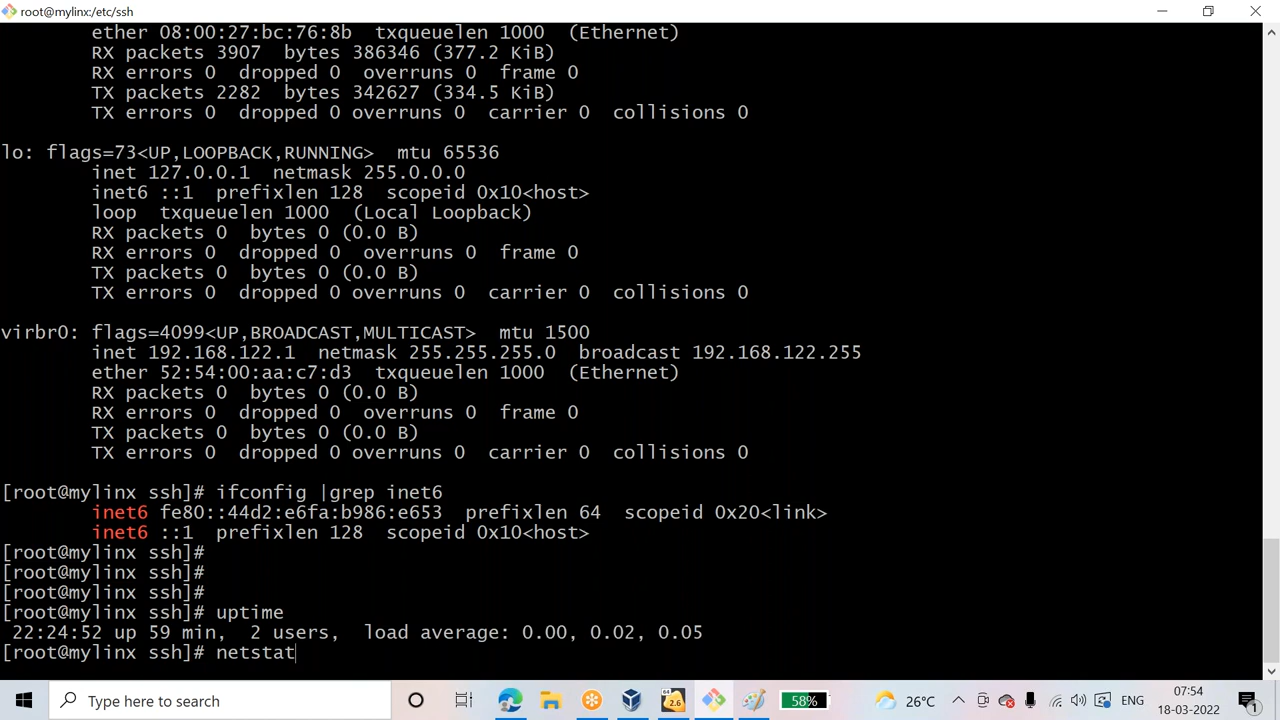 root@mylinx:/etc/ssh
ether 08:00:27:bc:76:8b  txqueuelen 1000  (Ethernet)
RX packets 3907  bytes 386346 (377.2 KiB)
RX errors 0  dropped 0  overruns 0  frame 0
TX packets 2282  bytes 342627 (334.5 KiB)
TX errors 0  dropped 0 overruns 0  carrier 0  collisions 0
lo: flags=73<UP,LOOPBACK,RUNNING>  mtu 65536
inet 127.0.0.1  netmask 255.0.0.0
inet6 ::1  prefixlen 128  scopeid 0x10<host>
loop  txqueuelen 1000  (Local Loopback)
RX packets 0  bytes 0 (0.0 B)
RX errors 0  dropped 0  overruns 0  frame 0
TX packets 0  bytes 0 (0.0 B)
TX errors 0  dropped 0 overruns 0  carrier 0  collisions 0
virbr0: flags=4099<UP,BROADCAST,MULTICAST>  mtu 1500
inet 192.168.122.1  netmask 255.255.255.0  broadcast 192.168.122.255
ether 52:54:00:aa:c7:d3  txqueuelen 1000  (Ethernet)
RX packets 0  bytes 0 (0.0 B)
RX errors 0  dropped 0  overruns 0  frame 0
TX packets 0  bytes 0 (0.0 B)
TX errors 0  dropped 0 overruns 0  carrier 0  collisions 0
[root@mylinx ssh]# ifconfig |grep inet6
inet6 fe80::44d2:e6fa:b986:e653  prefixlen 64  scopeid 0x20<link>
inet6 ::1  prefixlen 128  scopeid 0x10<host>
[root@mylinx ssh]#
[root@mylinx ssh]#
[root@mylinx ssh]#
[root@mylinx ssh]# uptime
22:24:52 up 59 min,  2 users,  load average: 0.00, 0.02, 0.05
[root@mylinx ssh]# netstat
Type here to search
64
2.6
58%
26°C
ENG
07:54
18-03-2022
1